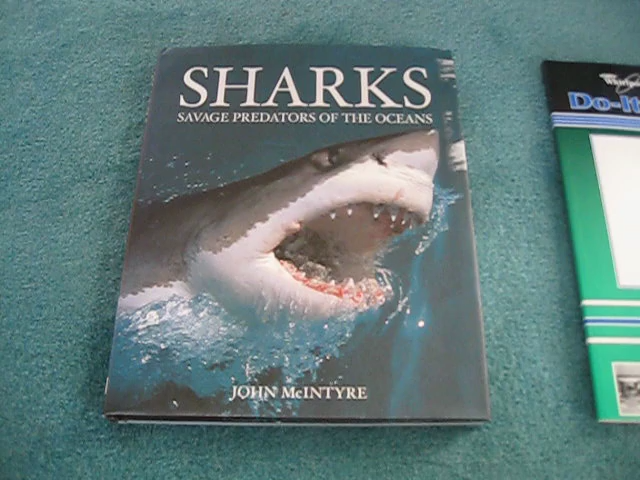 SHARKS
SAVAGE PREDATORS OF THE OCEANS
JOHN McINTYRE
Do-It